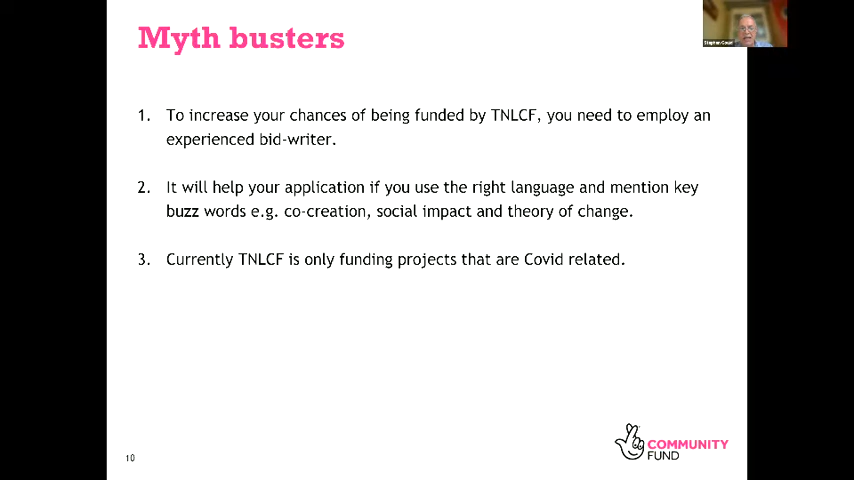 Myth busters
Stephen
1. To increase your chances of being funded by TNLCF, you need to employ an
experienced bid-writer.
2. It will help your application if you use the right language and mention key
buzz words e.g. co-creation, social impact and theory of change.
3. Currently TNLCF is only funding projects that are Covid related.
COMMUNITY
FUND
10